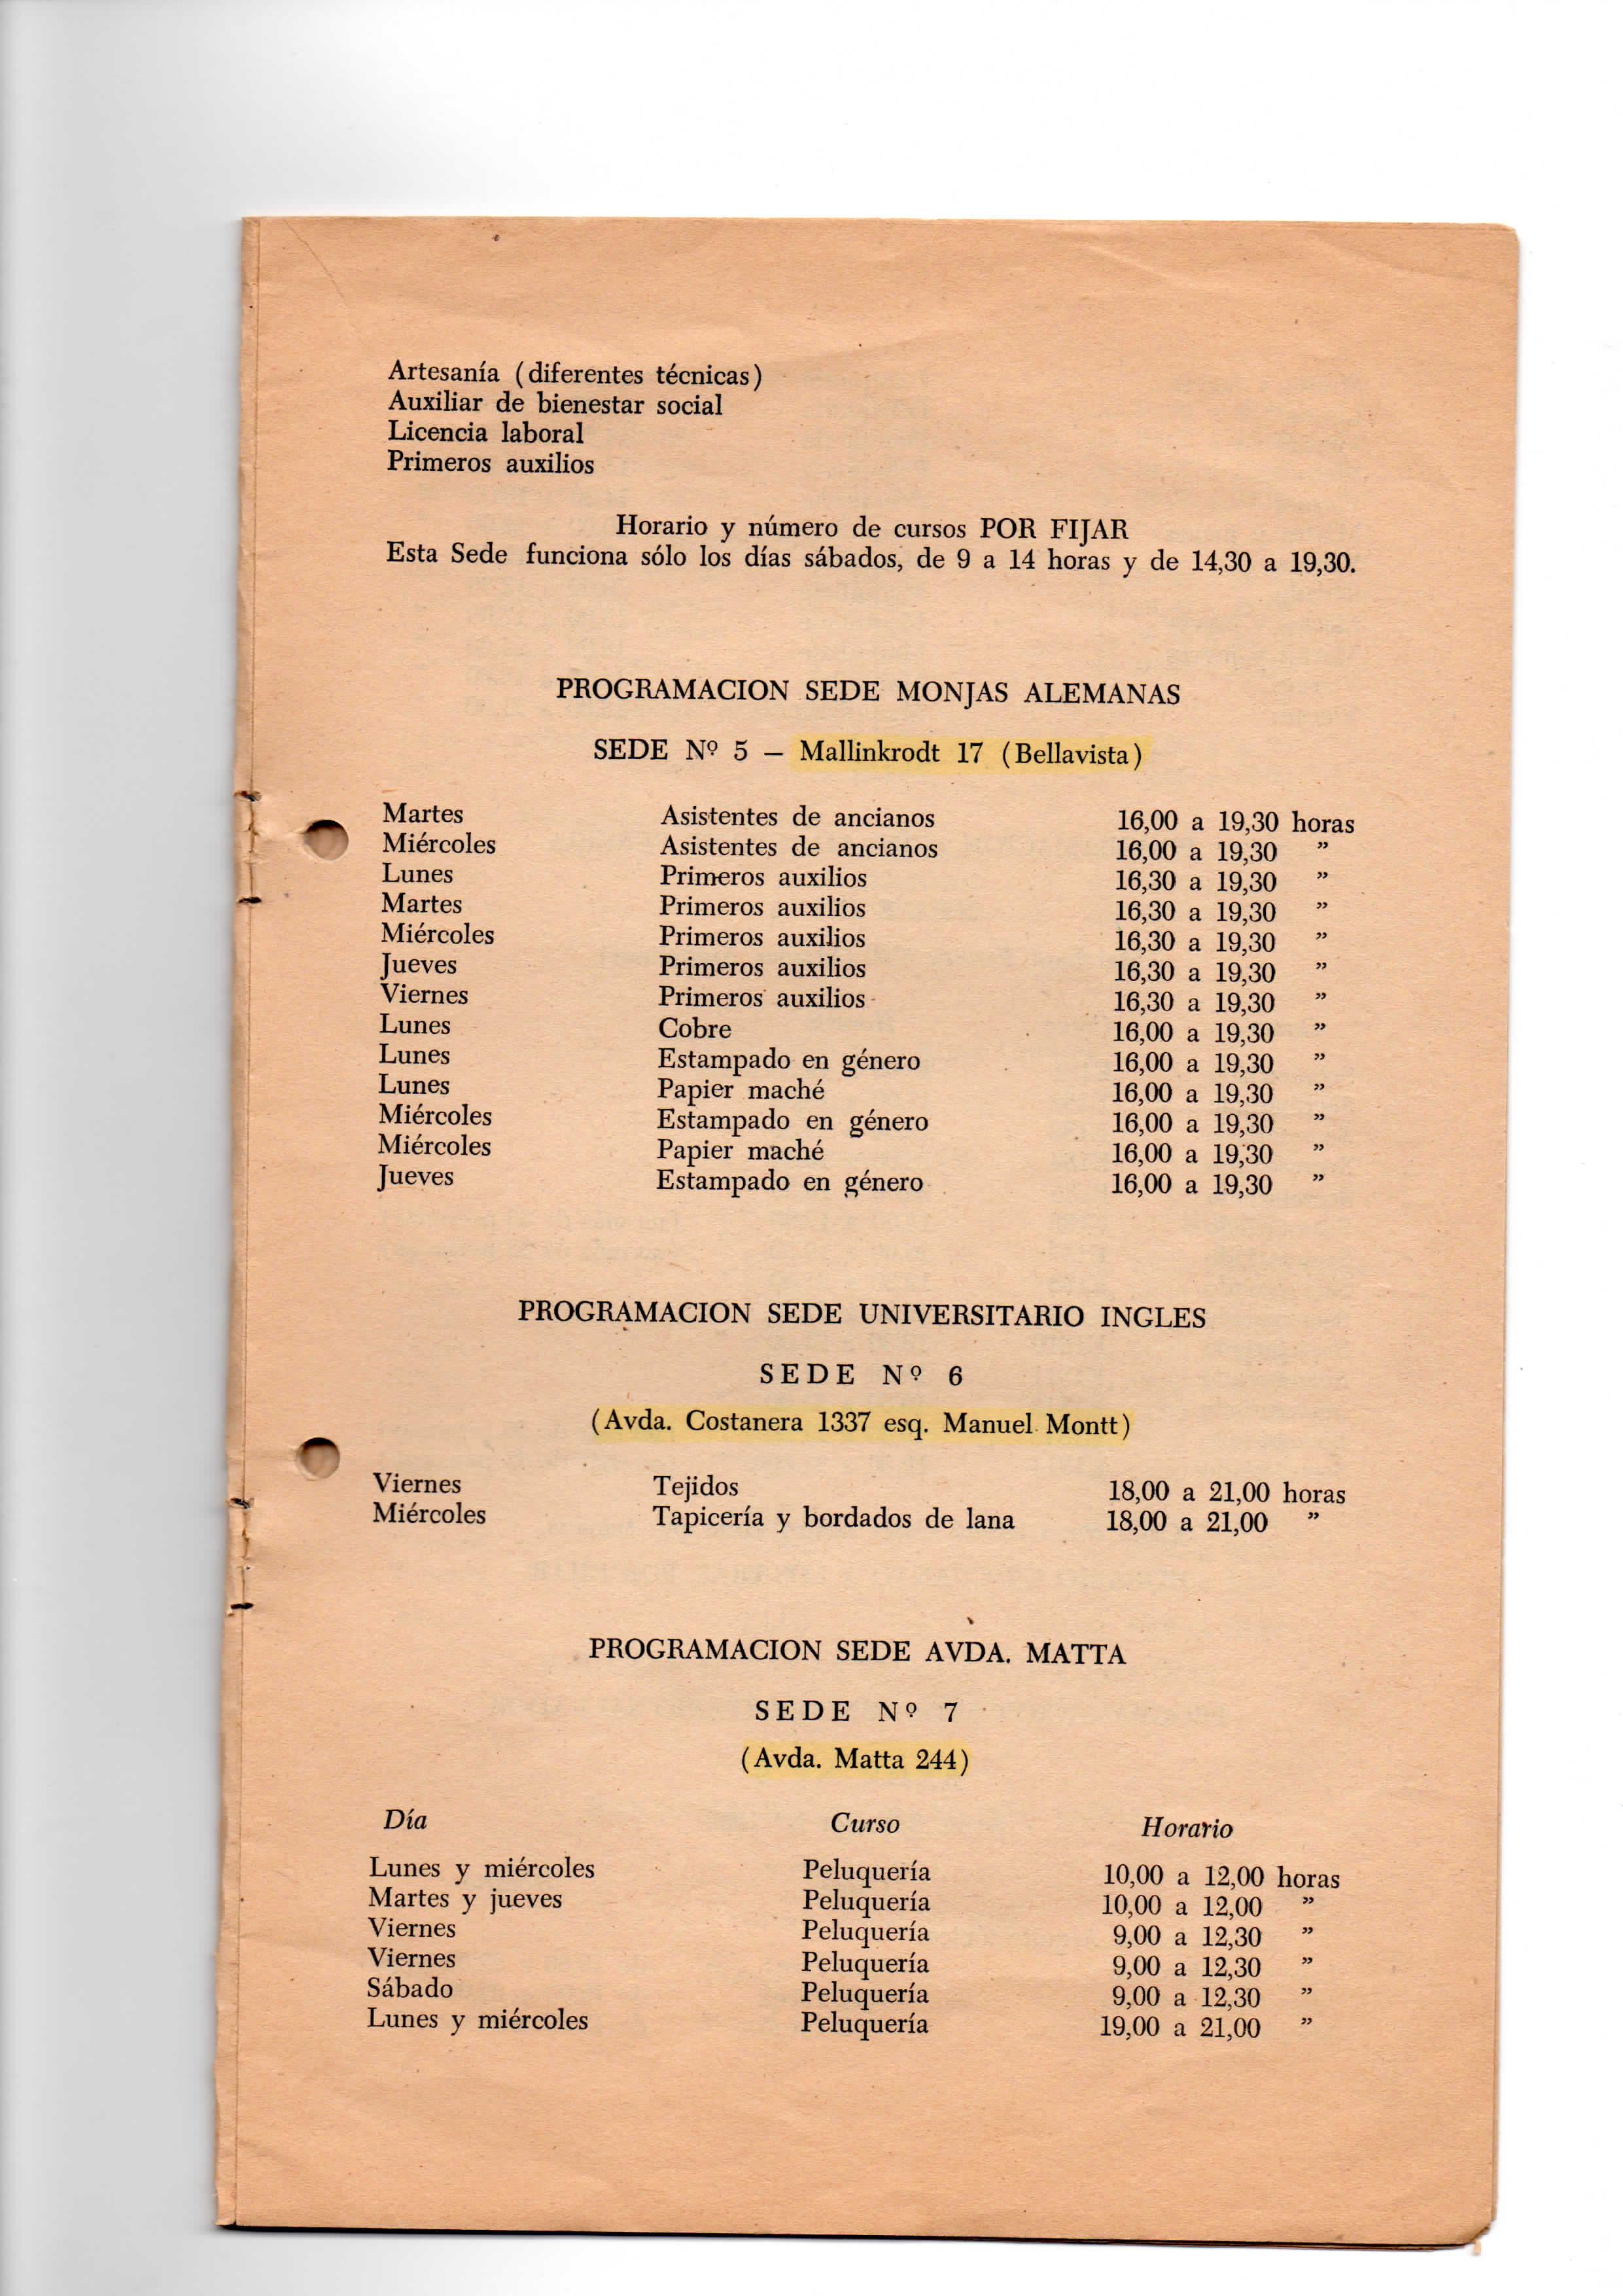 Artesanía (diferentes técnicas)
Auxiliar de bienestar social
Licencia laboral
Primeros auxilios
Horario y número de cursos POR FIJAR
Esta Sede funciona sólo los días sábados, de 9 a 14 horas y de 14,30 a 19,30.
PROGRAMACION SEDE MONJAS ALEMANAS
SEDE Nº 5 — Mallinkrodt 17 (Bellavista)
Martes Asistentes de ancianos 16,00 a 19,30 horas
Miércoles Asistentes de ancianos 16,00 a 19,30 ”
Lunes Primeros auxilios 16,30 a 19,30 ”
Martes Primeros auxilios 16,30 a 19,30 ”
Miércoles Primeros auxilios 16,30 a 19,30 ”
Jueves Primeros auxilios 16,30 a 19,30 ”
Viernes Primeros auxilios 16,30 a 19,30 ”
Lunes Cobre 16,00 a 19,30 ”
Lunes Estampado en género 16,00 a 19,30 ”
Lunes Papier maché 16,00 a 19,30 ”
Miércoles Estampado en género 16,00 a 19,30 ”
Miércoles Papier maché 16,00 a 19,30 ”
Jueves Estampado en género 16,00 a 19,30 ”
PROGRAMACION SEDE UNIVERSITARIO INGLES
SEDE Nº 6
(Avda. Costanera 1337 esq. Manuel Montt)
Viernes Tejidos 18,00 a 21,00 horas
Miércoles Tapicería y bordados de lana 18,00 a 21,00 ”
PROGRAMACION SEDE AVDA. MATTA
SEDE Nº 7
(Avda. Matta 244)
Día Curso Horario
Lunes y miércoles Peluquería 10,00 a 12,00 horas
Martes y jueves Peluquería 10,00 a 12,00 ”
Viernes Peluquería 9,00 a 12,30 ”
Viernes Peluquería 9,00 a 12,30 ”
Sábado Peluquería 9,00 a 12,30 ”
Lunes y miércoles Peluquería 19,00 a 21,00 ”